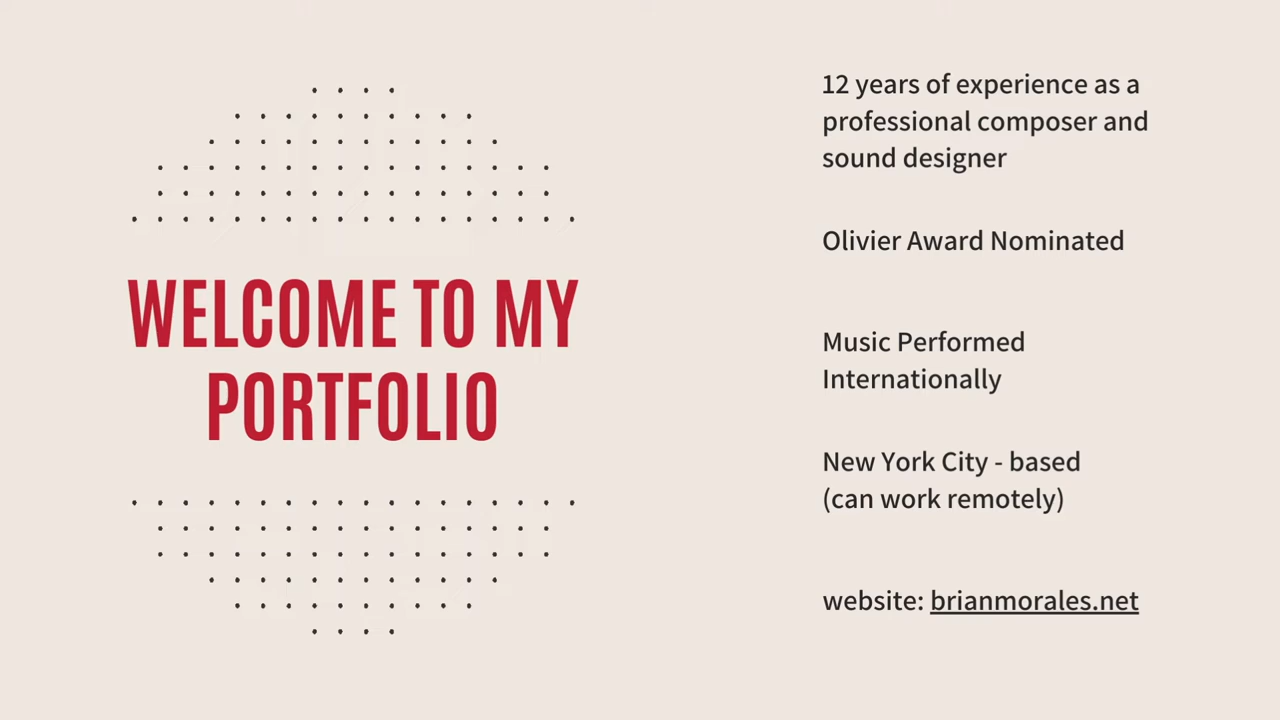 WELCOME TO MY
PORTFOLIO
12 years of experience as a
professional composer and
sound designer
Olivier Award Nominated
Music Performed
Internationally
New York City - based
(can work remotely)
website: brianmorales.net